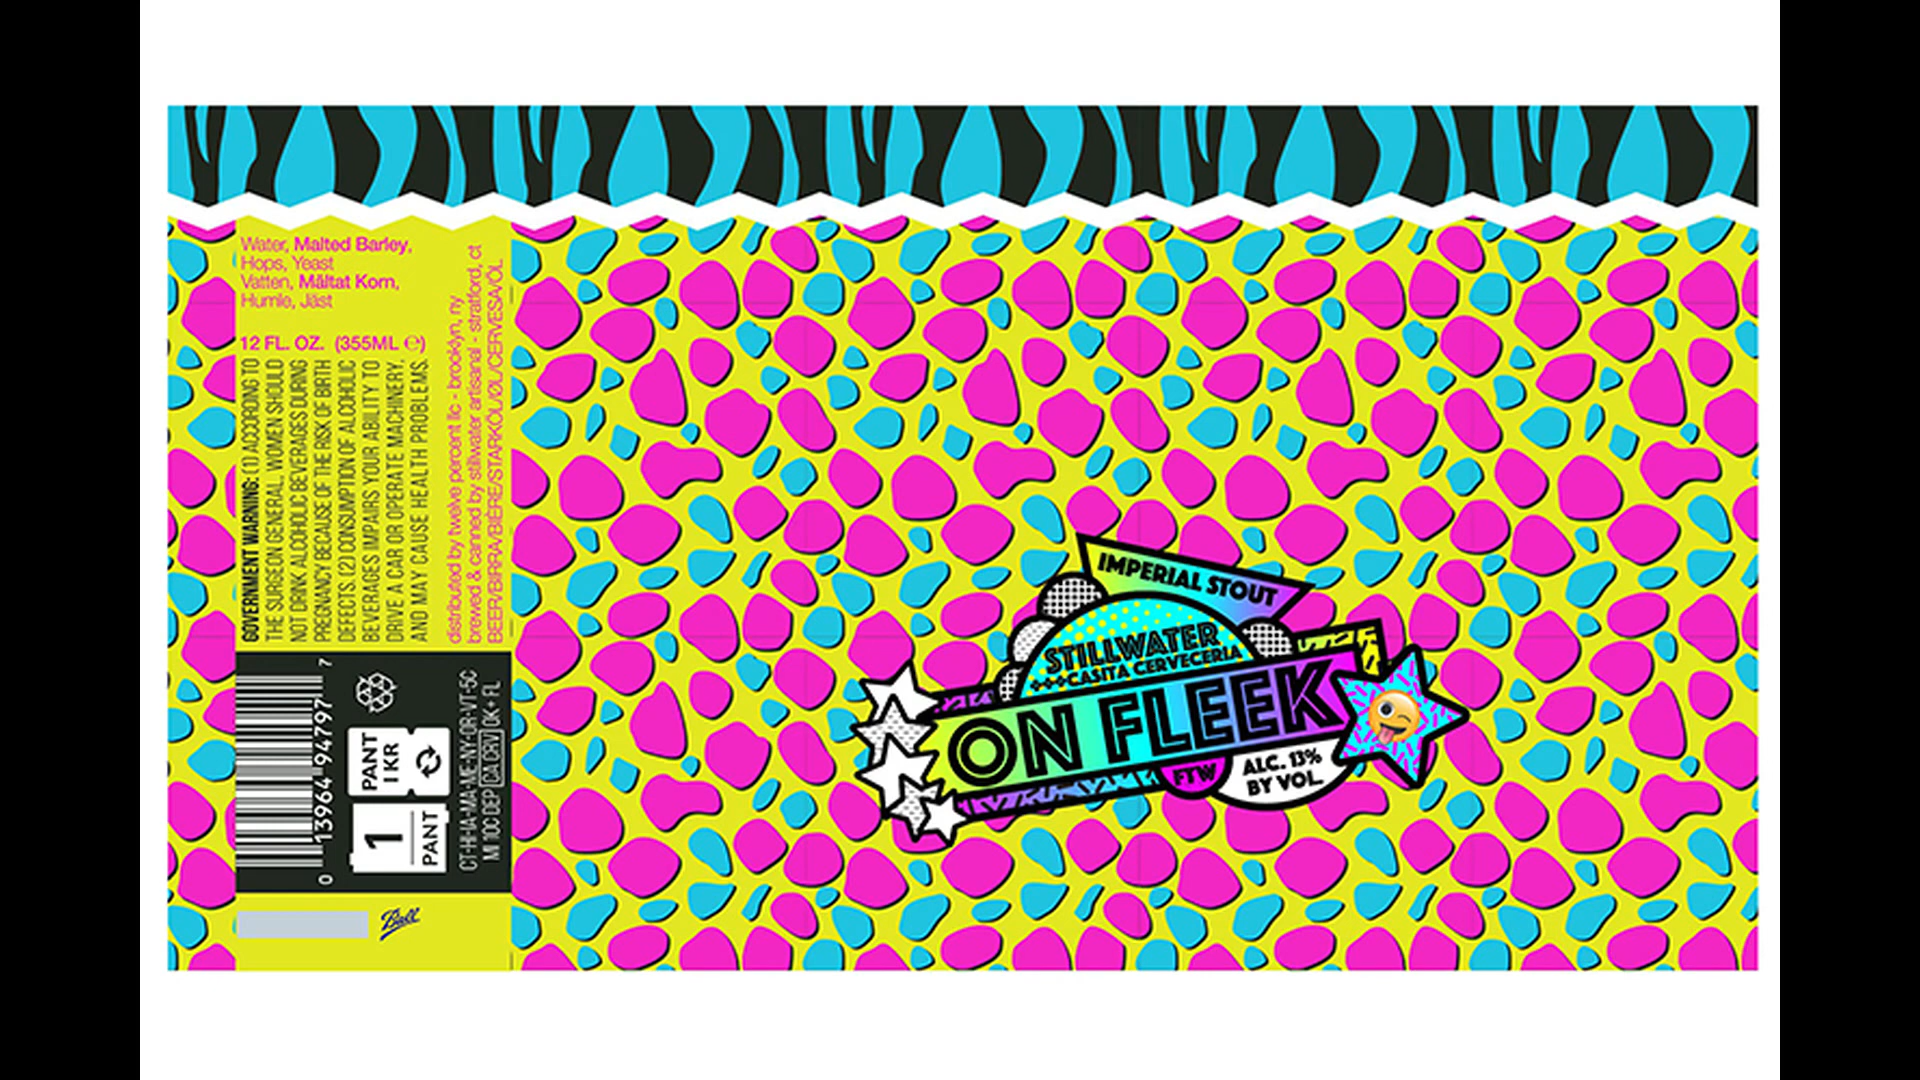 Water, Malted Barley,
Hops, Yeast
Vatten, Mältat Korn,
Humle, Jäst
12 FL. OZ. (355ML ℮)
GOVERNMENT WARNING: (1) ACCORDING TO
THE SURGEON GENERAL, WOMEN SHOULD
NOT DRINK ALCOHOLIC BEVERAGES DURING
PREGNANCY BECAUSE OF THE RISK OF BIRTH
DEFECTS. (2) CONSUMPTION OF ALCOHOLIC
BEVERAGES IMPAIRS YOUR ABILITY TO
DRIVE A CAR OR OPERATE MACHINERY,
AND MAY CAUSE HEALTH PROBLEMS.
distributed by twelve percent llc - brooklyn, ny
brewed & canned by stillwater artisanal - stratford, ct
BEER/BIRRA/BIERE/STARKÖL/OL/CERVESA/ÖL
0 13964 94797 7
PANT
1 KR
1
PANT
CT-HI-IA-MA-ME-NY-OR-VT-5C
MI 10C DEP CA CRV OK+ FL
Ball
IMPERIAL STOUT
STILLWATER
+++CASITA CERVECERIA
ON FLEEK
FTW
ALC. 13%
BY VOL.